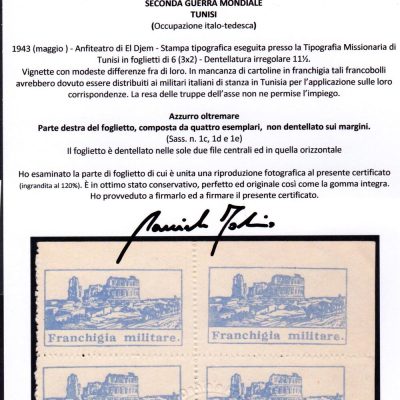 SECONDA GUERRA MONDIALE
TUNISI
(Occupazione italo-tedesca)
1943 (maggio ) - Anfiteatro di El Djem - Stampa tipografica eseguita presso la Tipografia Missionaria di
Tunisi in foglietti di 6 (3x2) - Dentellatura irregolare 11½.
Vignette con modeste differenze fra di loro. In mancanza di cartoline in franchigia tali francobolli
avrebbero dovuto essere distribuiti ai militari italiani di stanza in Tunisia per l'applicazione sulle loro
corrispondenze. La resa delle truppe dell'asse non ne permise l'impiego.
Azzurro oltremare
Parte destra del foglietto, composta da quattro esemplari, non dentellato sui margini.
(Sass. n. 1c, 1d e 1e)
Il foglietto è dentellato nelle sole due file centrali ed in quella orizzontale
Ho esaminato la parte di foglietto di cui è unita una riproduzione fotografica al presente certificato
(ingrandita al 120%). È in ottimo stato conservativo, perfetto ed originale così come la gomma integra.
Ho provveduto a firmarlo ed a firmare il presente certificato.
Franchigia militare.
Franchigia militare.